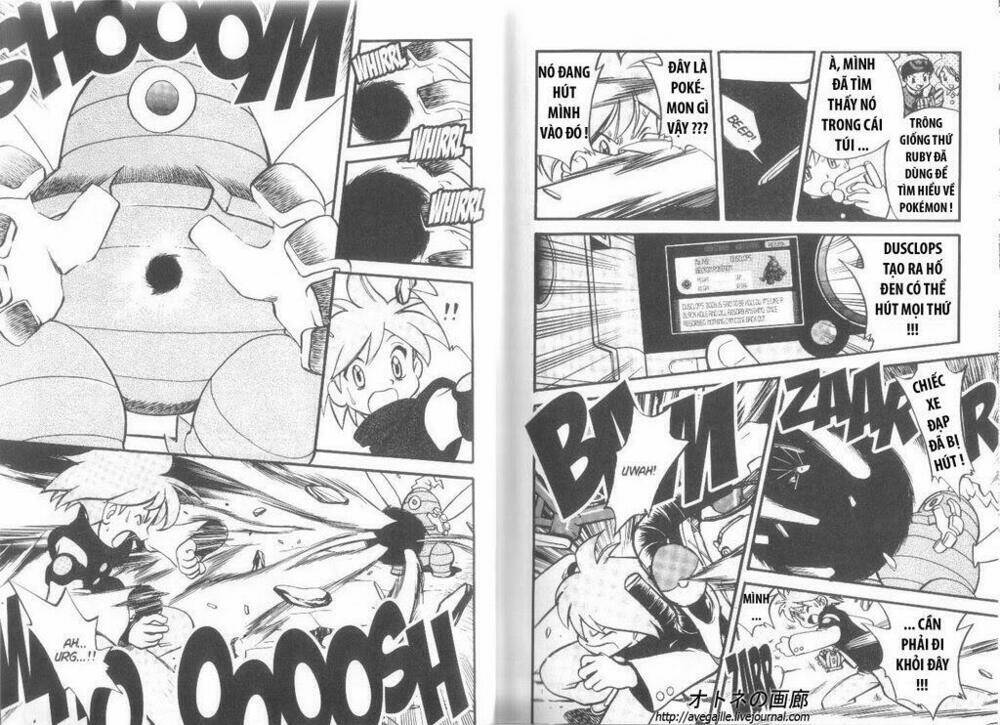 SHOOOM
WHIRRL
WHIRRL
WHIRRL
!!
AH...
URG...!!
OOOOOSH
NÓ ĐANG
HÚT
MÌNH
VÀO ĐÓ !
ĐÂY LÀ
POKÉ-
MON GÌ
VẬY ???
BEEP!
À, MÌNH
ĐÃ TÌM
THẤY NÓ
TRONG CÁI
TÚI ...
TRÔNG
GIỐNG THỨ
RUBY ĐÃ
DÙNG ĐỂ
TÌM HIỂU VỀ
POKÉMON !
DUSCLOPS
DUSCLOPS
TẠO RA HỐ
ĐEN CÓ THỂ
HÚT MỌI THỨ
!!!
BAM
UWAH!
ZAARRR
CHIẾC
XE
ĐẠP
ĐÃ BỊ
HÚT !
MÌNH
...
... CẦN
PHẢI ĐI
KHỎI ĐÂY
!!!
オトネの画廊
http://avegaille.livejournal.com